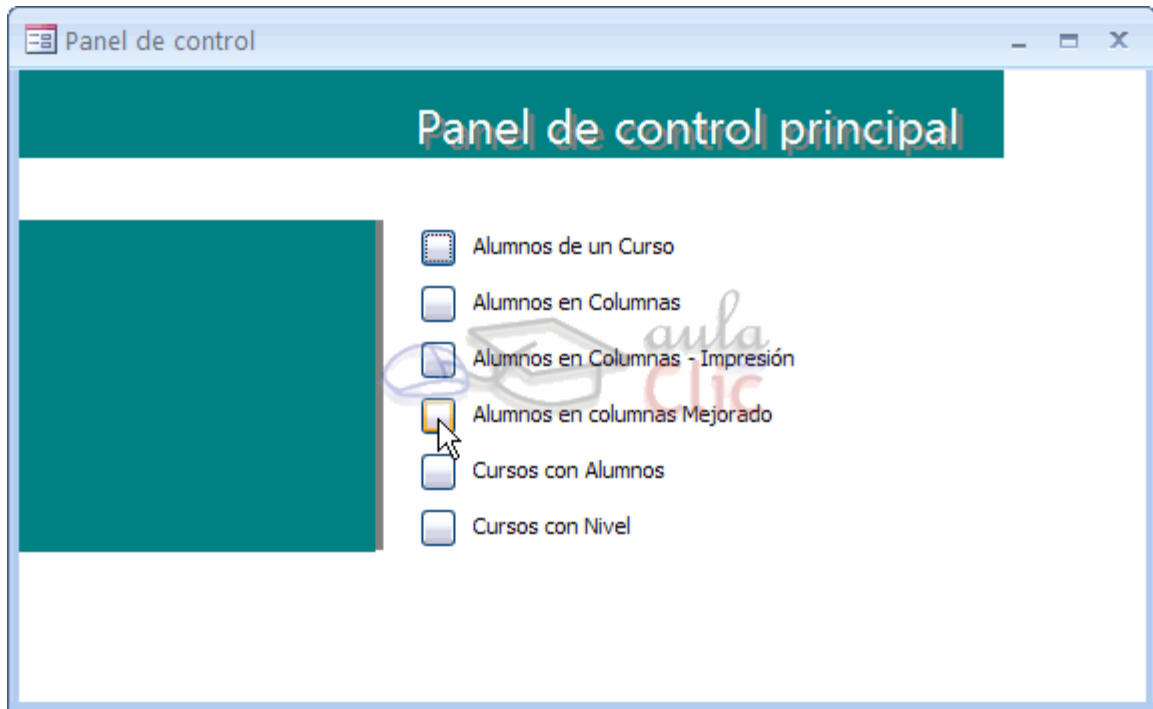 Panel de control
Panel de control principal
Alumnos de un Curso
Alumnos en Columnas
aula
Clic
Alumnos en Columnas - Impresión
Alumnos en columnas Mejorado
Cursos con Alumnos
Cursos con Nivel